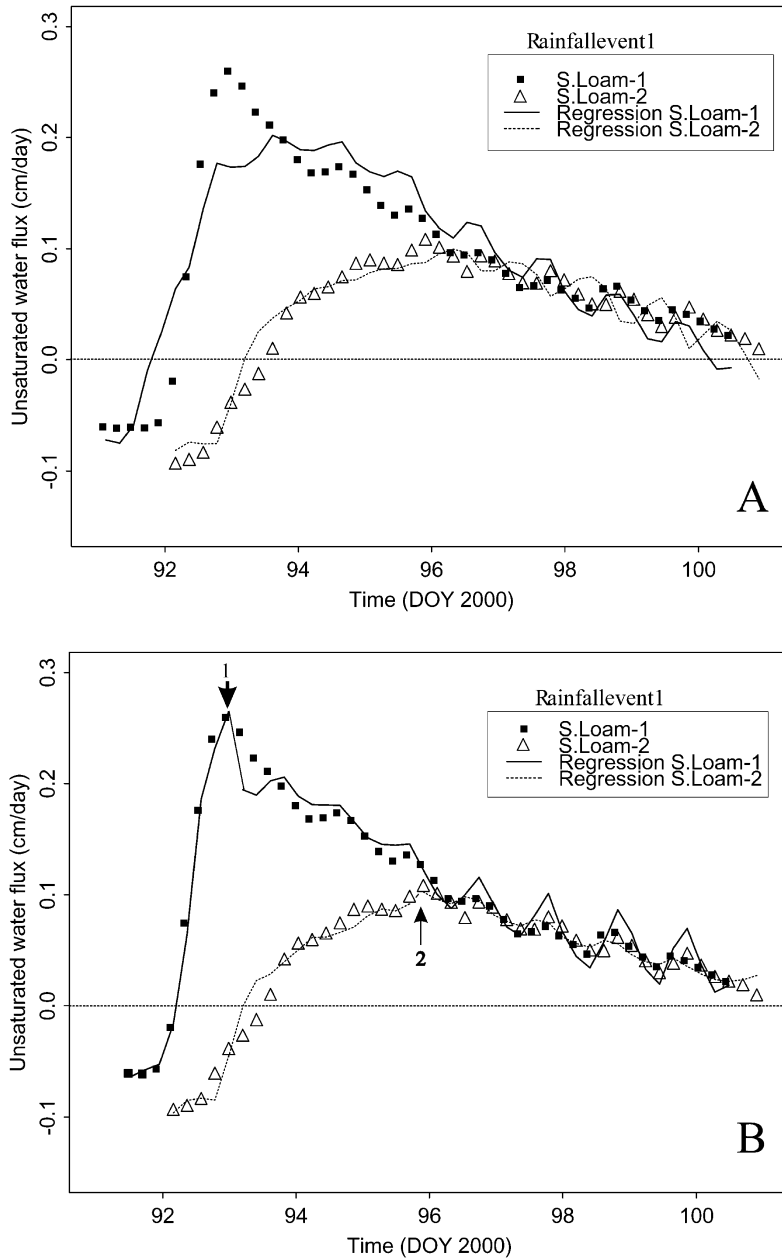 Rainfallevent1
S.Loam-1
S.Loam-2
Regression S.Loam-1
Regression S.Loam-2
Unsaturated water flux (cm/day)
0.3
0.2
0.1
0.0
-0.1
A
92 94 96 98 100
Time (DOY 2000)
1
Rainfallevent1
S.Loam-1
S.Loam-2
Regression S.Loam-1
Regression S.Loam-2
Unsaturated water flux (cm/day)
0.3
0.2
0.1
0.0
-0.1
2
B
92 94 96 98 100
Time (DOY 2000)